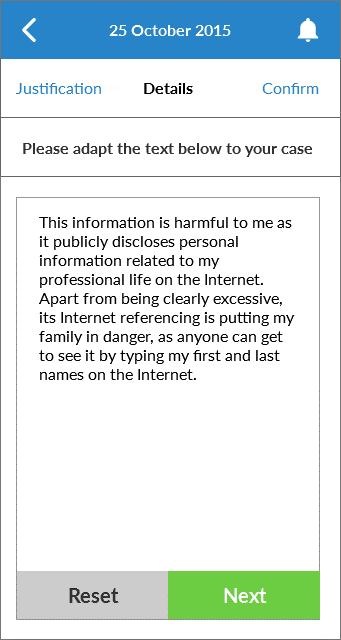 25 October 2015
Justification Details Confirm
Please adapt the text below to your case
This information is harmful to me as
it publicly discloses personal
information related to my
professional life on the Internet.
Apart from being clearly excessive,
its Internet referencing is putting my
family in danger, as anyone can get
to see it by typing my first and last
names on the Internet.
Reset Next